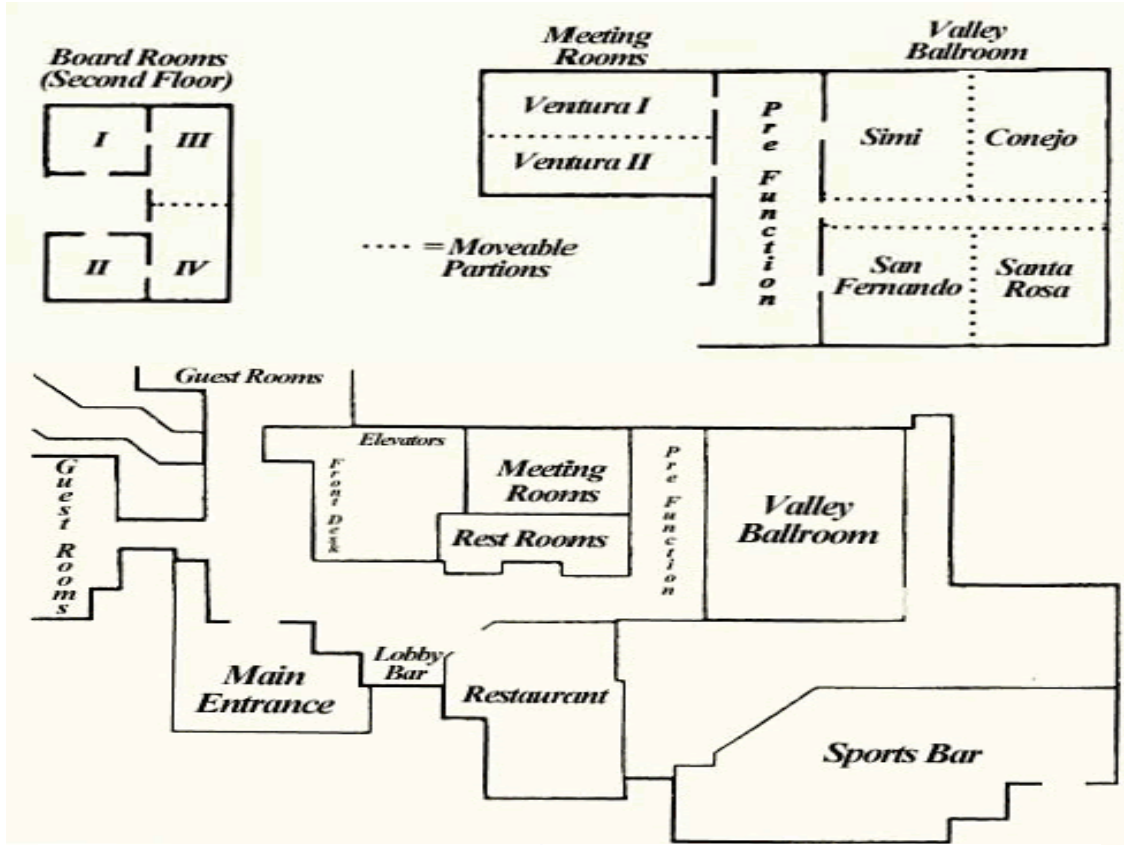 Board Rooms
(Second Floor)
I
III
II
IV
Meeting
Rooms
Ventura I
Ventura II
.... = Moveable
Partions
Pre Function
Valley
Ballroom
Simi
Conejo
San
Fernando
Santa
Rosa
Guest Rooms
Guest Rooms
Elevators
Front Desk
Meeting
Rooms
Rest Rooms
Pre Function
Valley
Ballroom
Main
Entrance
Lobby
Bar
Restaurant
Sports Bar